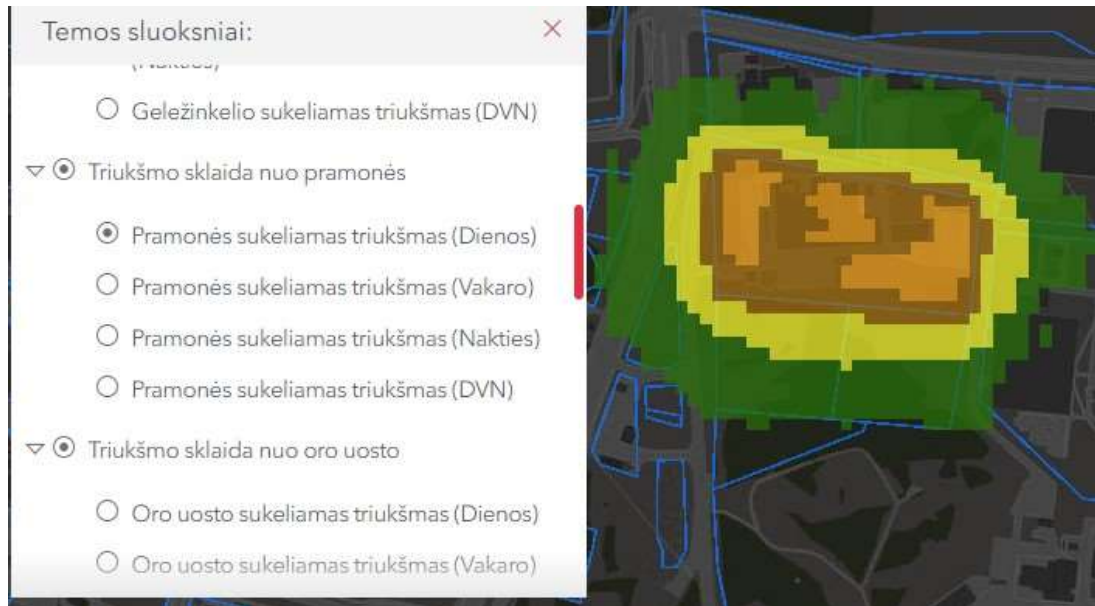 Temos sluoksniai:
Geležinkelio sukeliamas triukšmas (DVN)
Triukšmo sklaida nuo pramonės
Pramonės sukeliamas triukšmas (Dienos)
Pramonės sukeliamas triukšmas (Vakaro)
Pramonės sukeliamas triukšmas (Nakties)
Pramonės sukeliamas triukšmas (DVN)
Triukšmo sklaida nuo oro uosto
Oro uosto sukeliamas triukšmas (Dienos)
Oro uosto sukeliamas triukšmas (Vakaro)